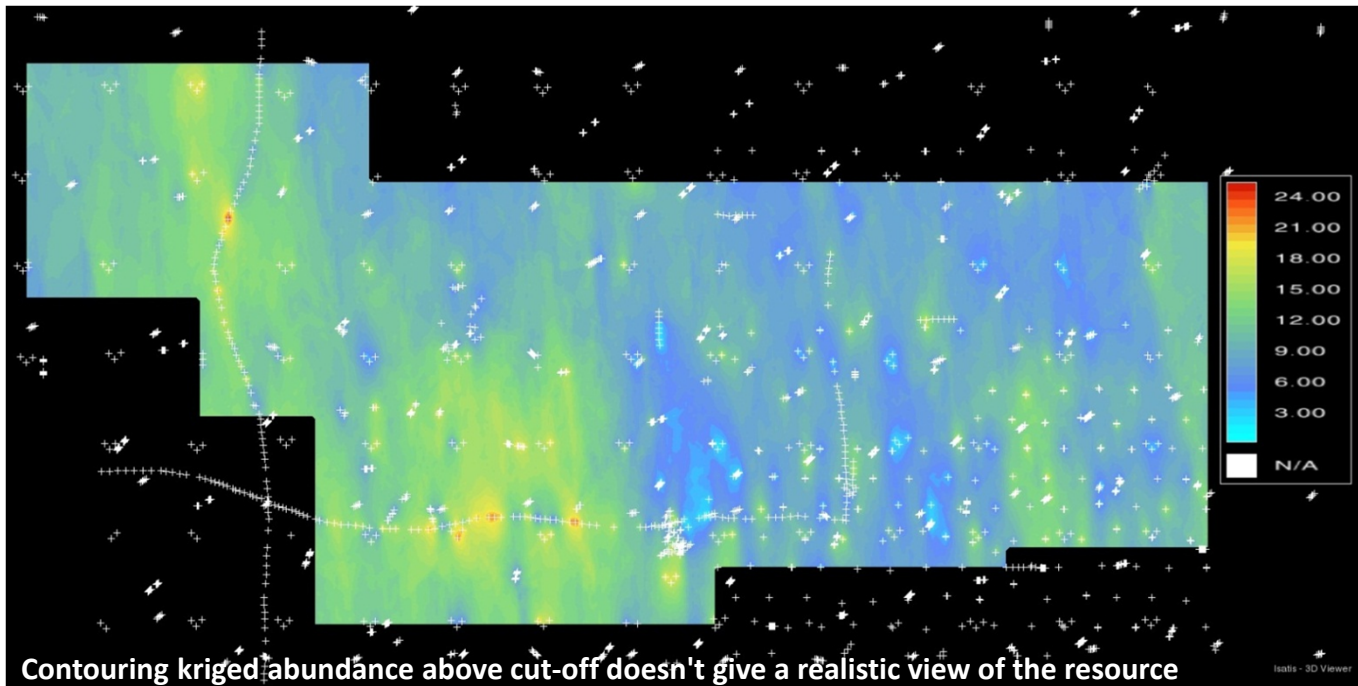 24.00
21.00
18.00
15.00
12.00
9.00
6.00
3.00
N/A
Contouring kriged abundance above cut-off doesn't give a realistic view of the resource
Isatis - 3D Viewer